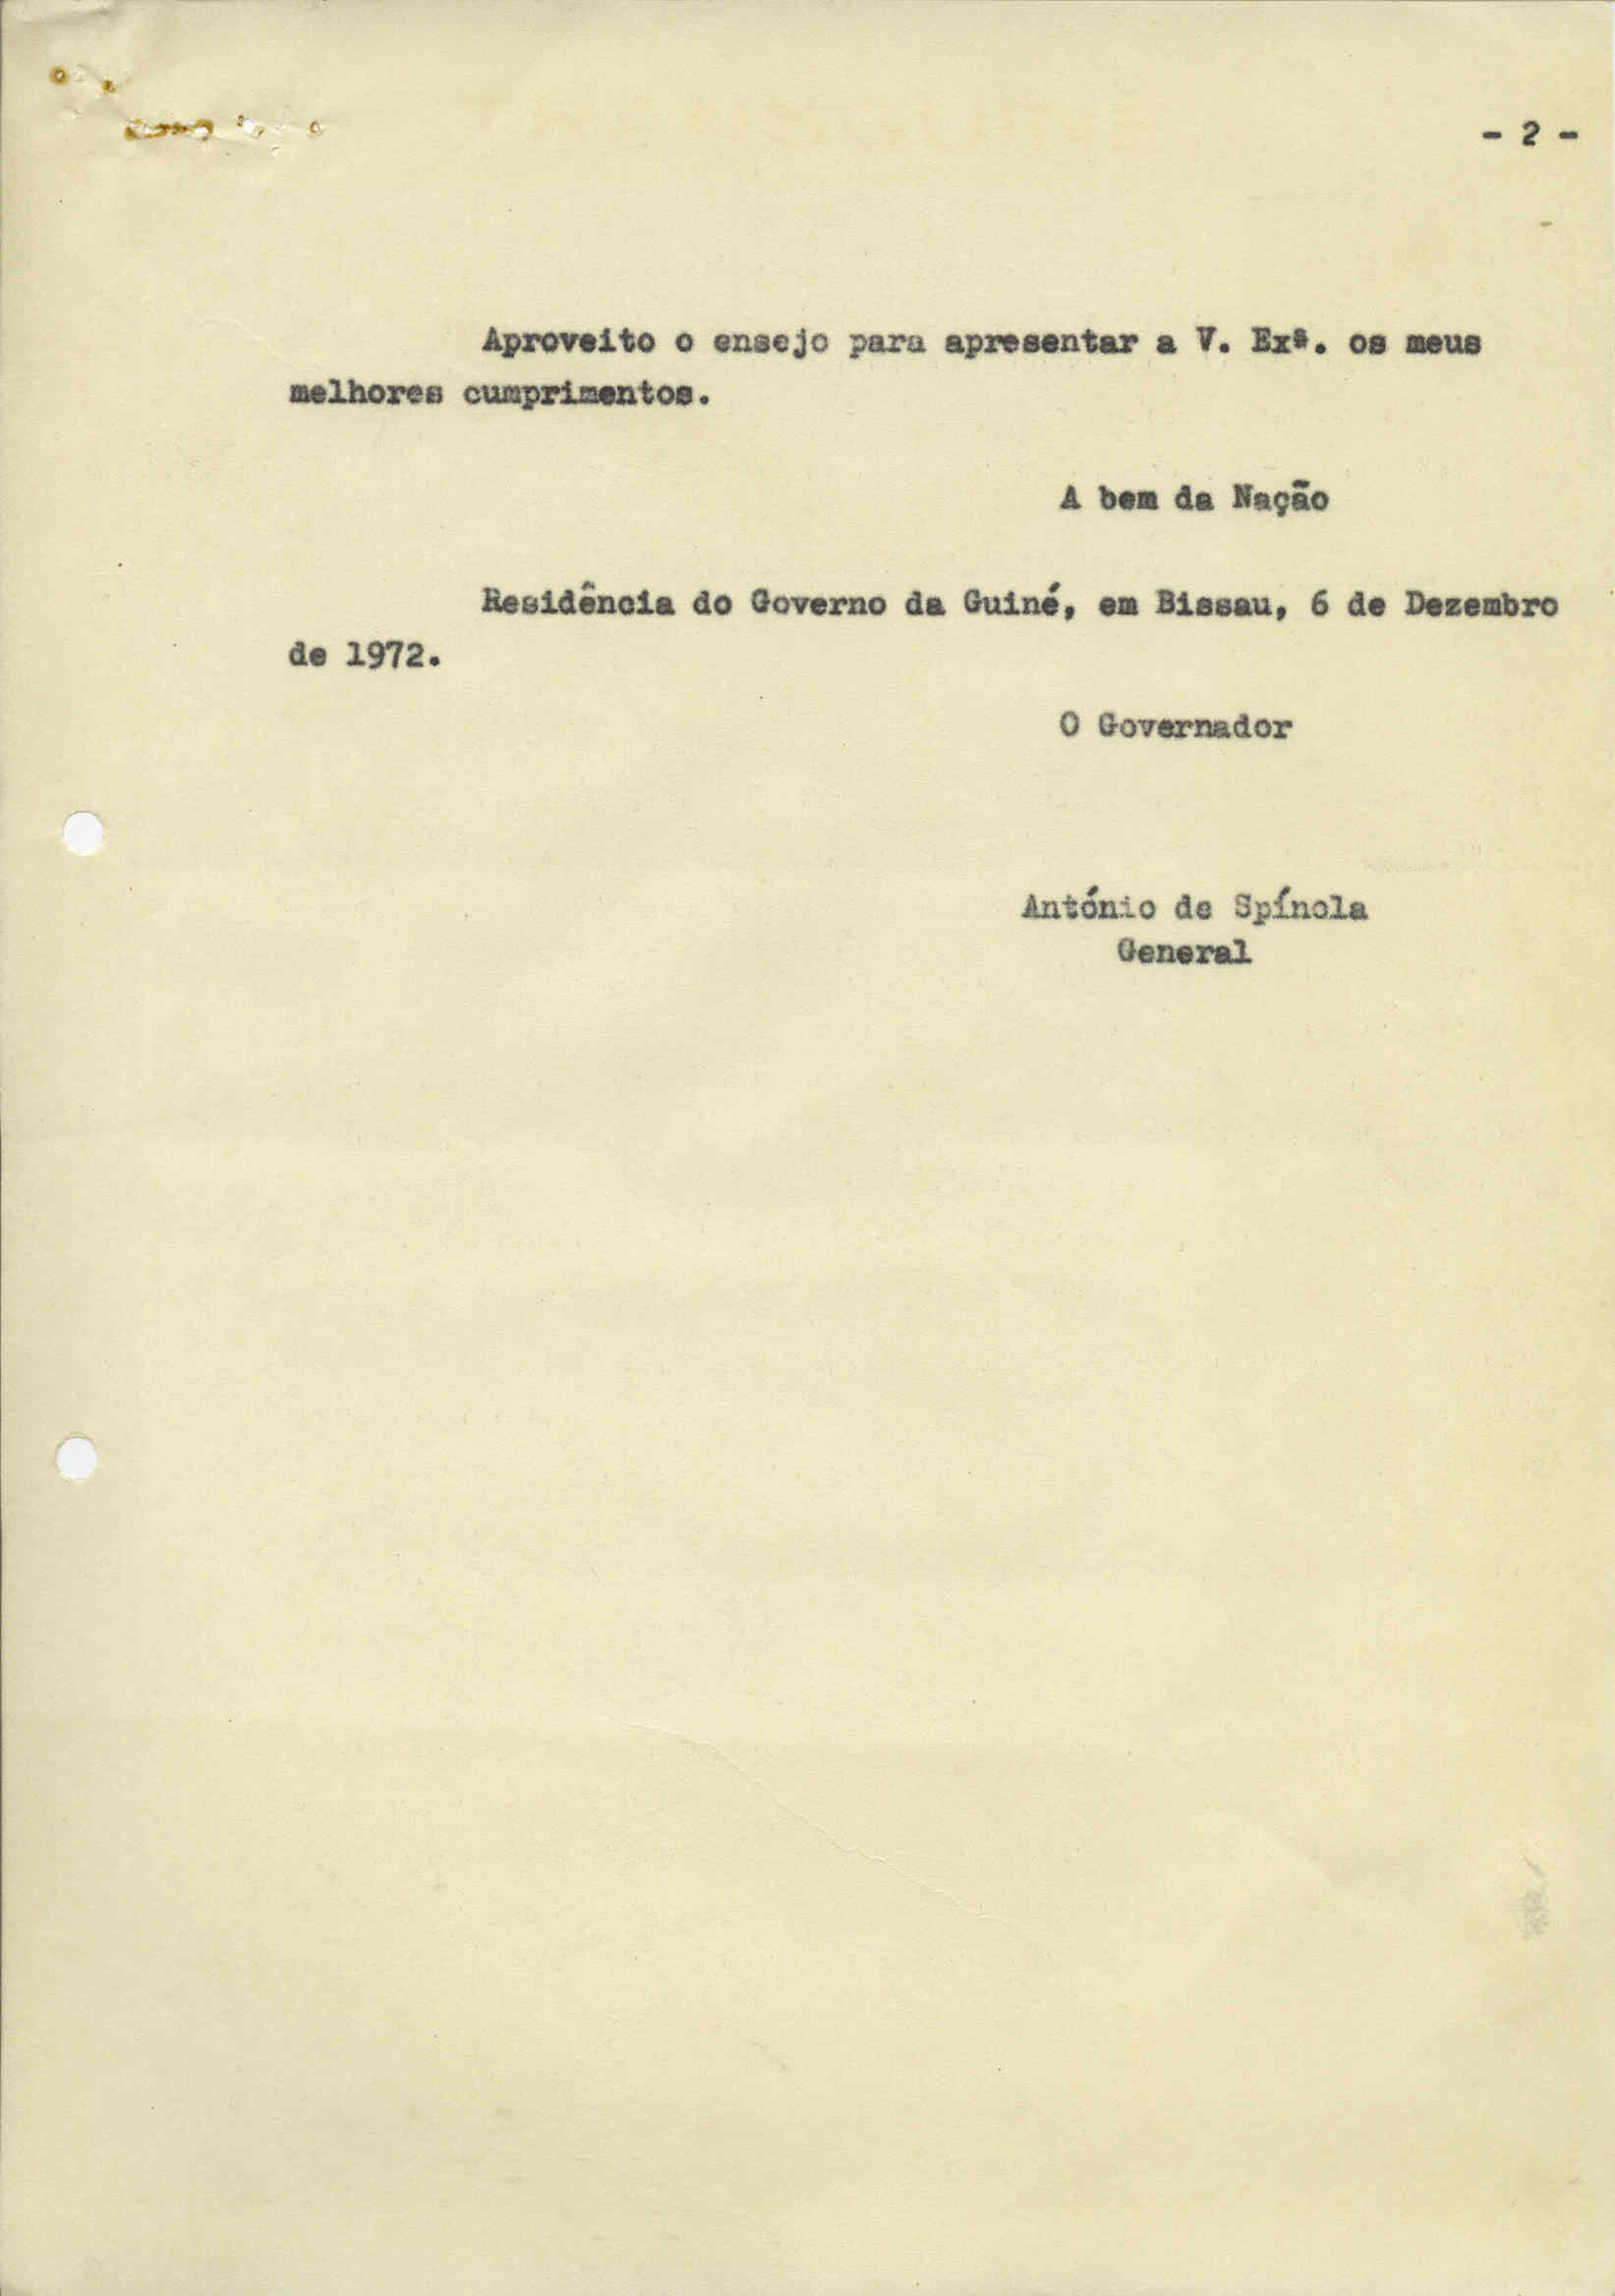 - 2 -
Aproveito o ensejo para apresentar a V. Exª. os meus
melhores cumprimentos.
A bem da Nação
Residência do Governo da Guiné, em Bissau, 6 de Dezembro
de 1972.
O Governador
António de Spínola
General